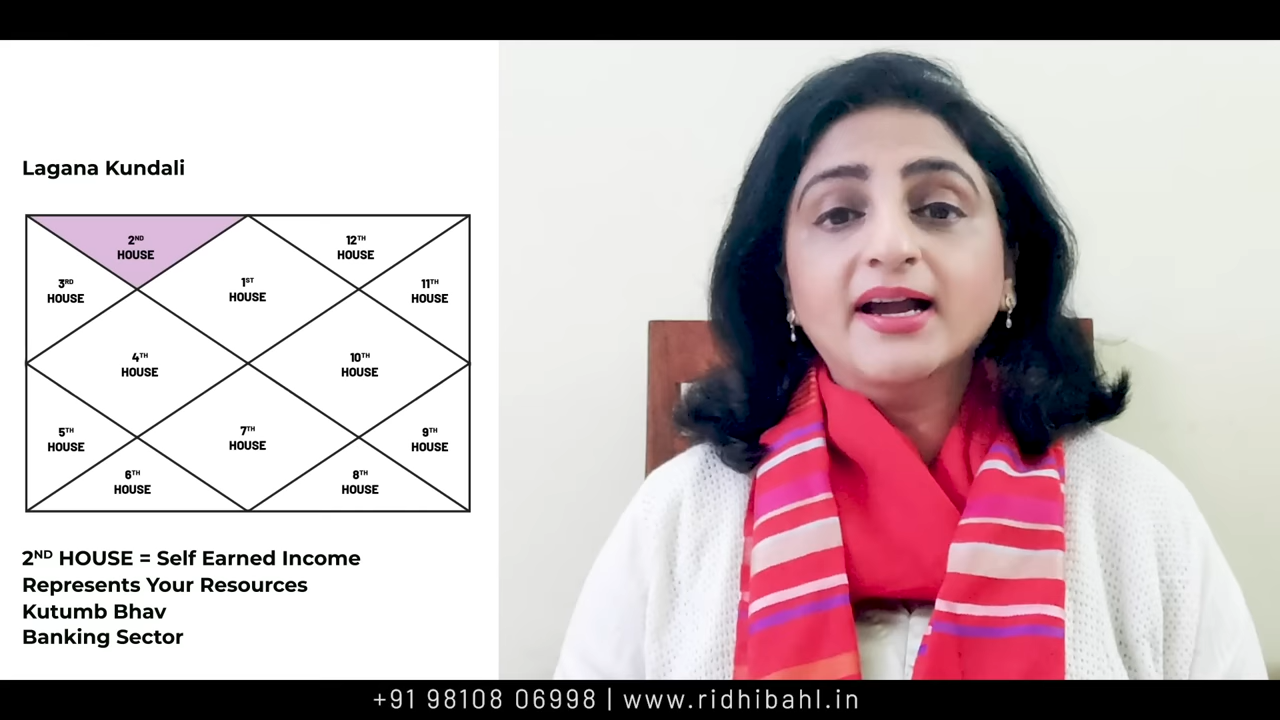 Lagana Kundali
2ND
HOUSE
12TH
HOUSE
3RD
HOUSE
1ST
HOUSE
11TH
HOUSE
4TH
HOUSE
10TH
HOUSE
5TH
HOUSE
7TH
HOUSE
9TH
HOUSE
6TH
HOUSE
8TH
HOUSE
2ND HOUSE = Self Earned Income
Represents Your Resources
Kutumb Bhav
Banking Sector
+91 98108 06998 | www.ridhibahl.in